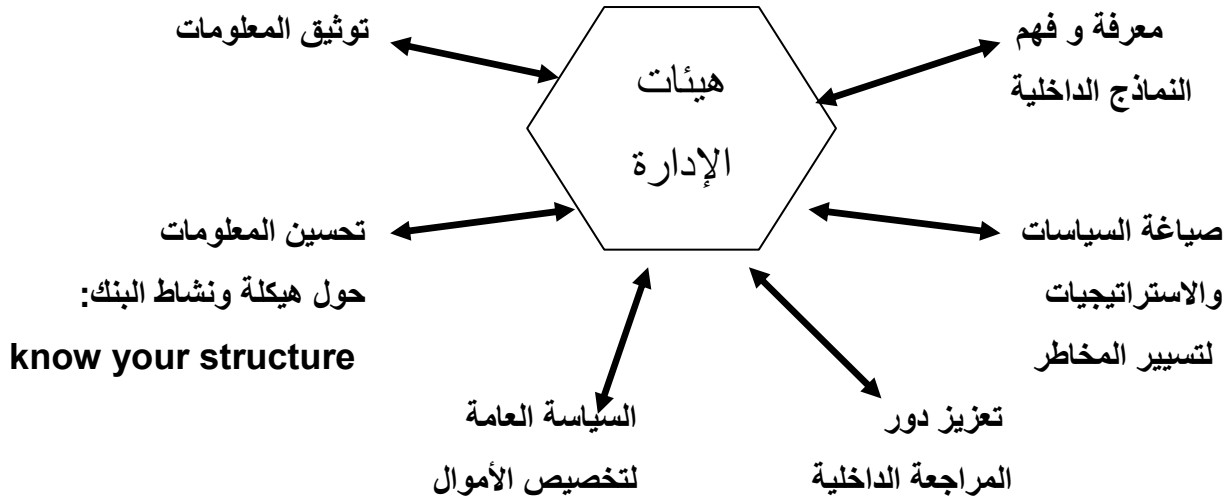 معرفة و فهم
النماذج الداخلية
هيئات
الإدارة
توثيق المعلومات
صياغة السياسات
والاستراتيجيات
لتسيير المخاطر
تحسين المعلومات
حول هيكلة ونشاط البنك:
know your structure
تعزيز دور
المراجعة الداخلية
السياسة العامة
لتخصيص الأموال